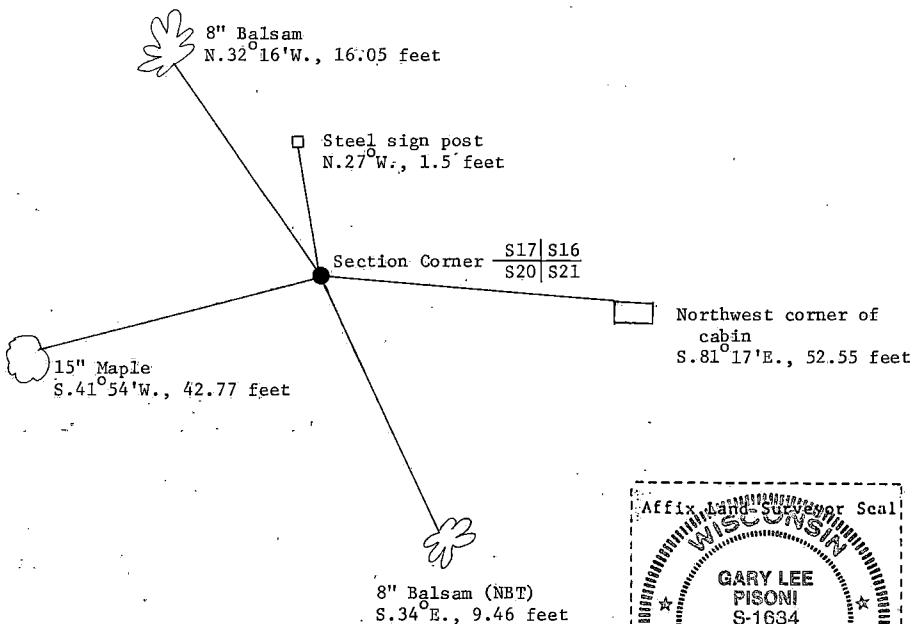 8" Balsam
N.32°16'W., 16.05 feet
Steel sign post
N.27°W., 1.5 feet
Section Corner S17 S16
S20 S21
Northwest corner of
cabin
S.81°17'E., 52.55 feet
15" Maple
S.41°54'W., 42.77 feet
8" Balsam (NBT)
S.34°E., 9.46 feet
Affix Land Surveyor Seal
WISCONSIN
GARY LEE
PISONI
S-1634